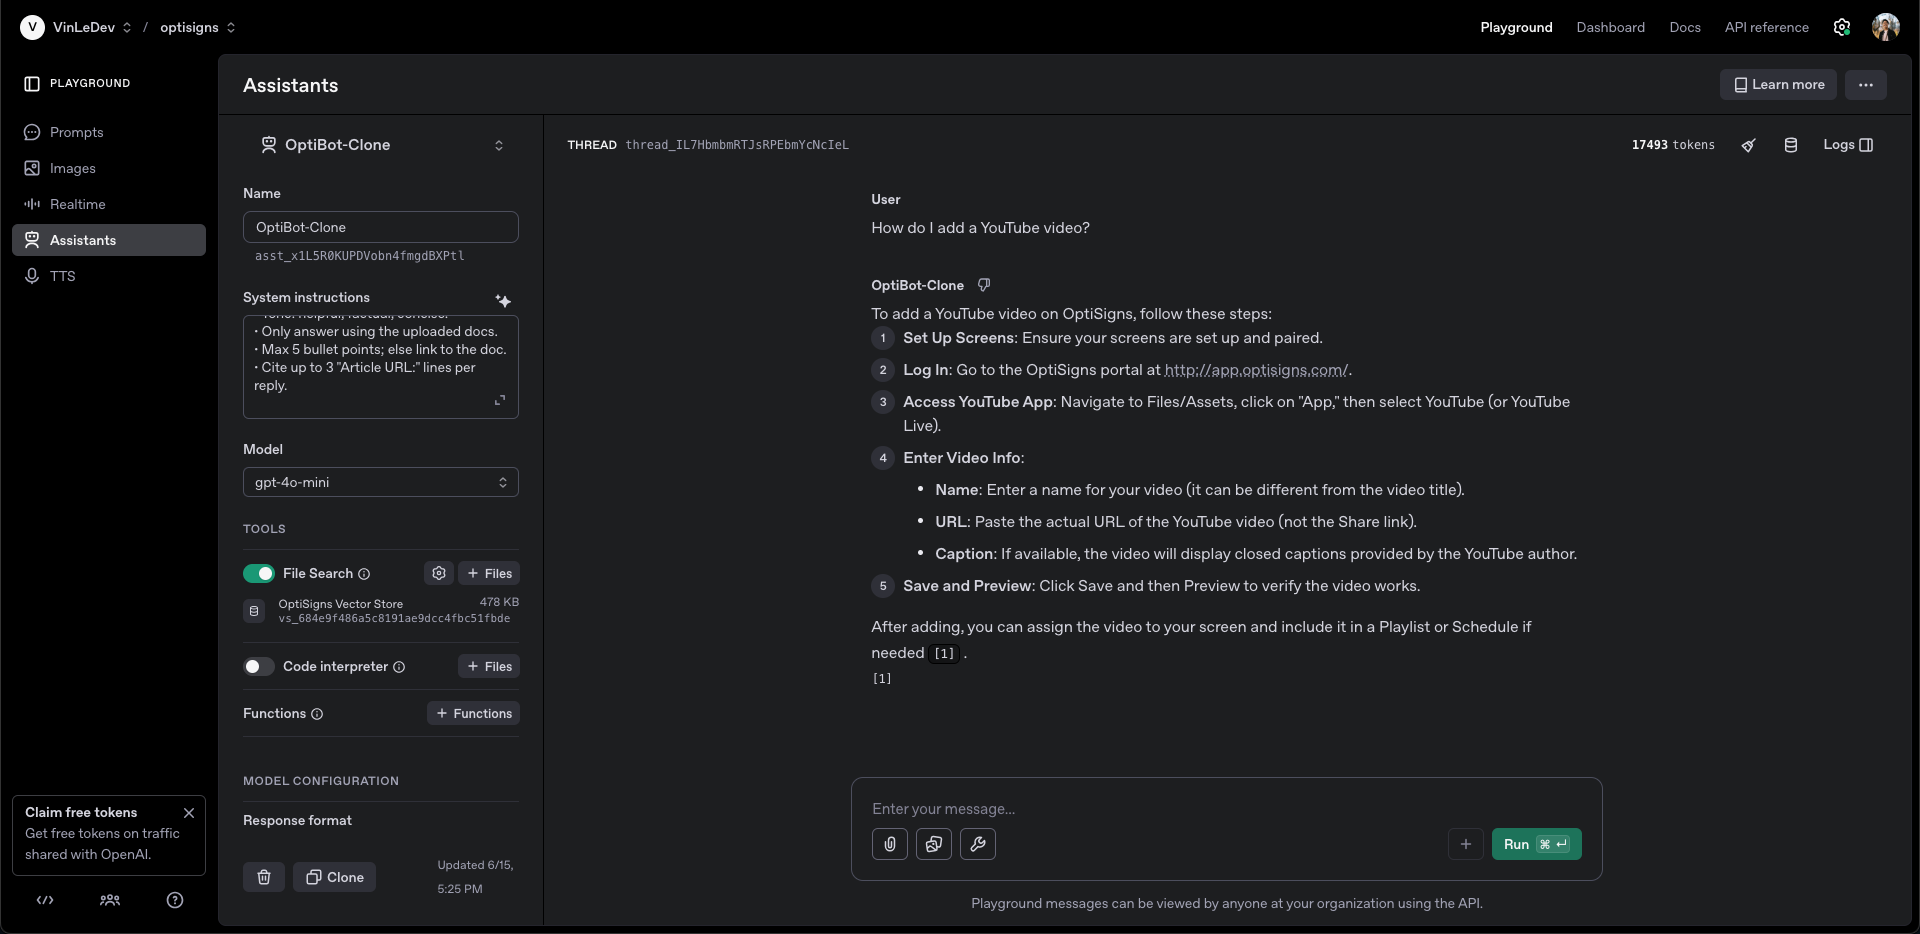 V VinLeDev / optisigns
Playground Dashboard Docs API reference
PLAYGROUND
Prompts
Images
Realtime
Assistants
TTS
Claim free tokens
Get free tokens on traffic
shared with OpenAI.
Assistants
Learn more
OptiBot-Clone
Name
OptiBot-Clone
asst_x1L5R0KUPDVobn4fmgdBXPtl
System instructions
• Tone: helpful, factual, concise.
• Only answer using the uploaded docs.
• Max 5 bullet points; else link to the doc.
• Cite up to 3 "Article URL:" lines per
reply.
Model
gpt-4o-mini
TOOLS
File Search + Files
OptiSigns Vector Store 478 KB
vs_684e9f486a5c8191ae9dcc4fbc51fbde
Code interpreter + Files
Functions + Functions
MODEL CONFIGURATION
Response format
Clone
Updated 6/15,
5:25 PM
THREAD thread_IL7HbmbmRTJsRPEbmYcNcIeL
17493 tokens
Logs
User
How do I add a YouTube video?
OptiBot-Clone
To add a YouTube video on OptiSigns, follow these steps:
1 Set Up Screens: Ensure your screens are set up and paired.
2 Log In: Go to the OptiSigns portal at http://app.optisigns.com/.
3 Access YouTube App: Navigate to Files/Assets, click on "App," then select YouTube (or YouTube
Live).
4 Enter Video Info:
• Name: Enter a name for your video (it can be different from the video title).
• URL: Paste the actual URL of the YouTube video (not the Share link).
• Caption: If available, the video will display closed captions provided by the YouTube author.
5 Save and Preview: Click Save and then Preview to verify the video works.
After adding, you can assign the video to your screen and include it in a Playlist or Schedule if
needed [1] .
[1]
Enter your message...
Run ⌘ ↵
Playground messages can be viewed by anyone at your organization using the API.